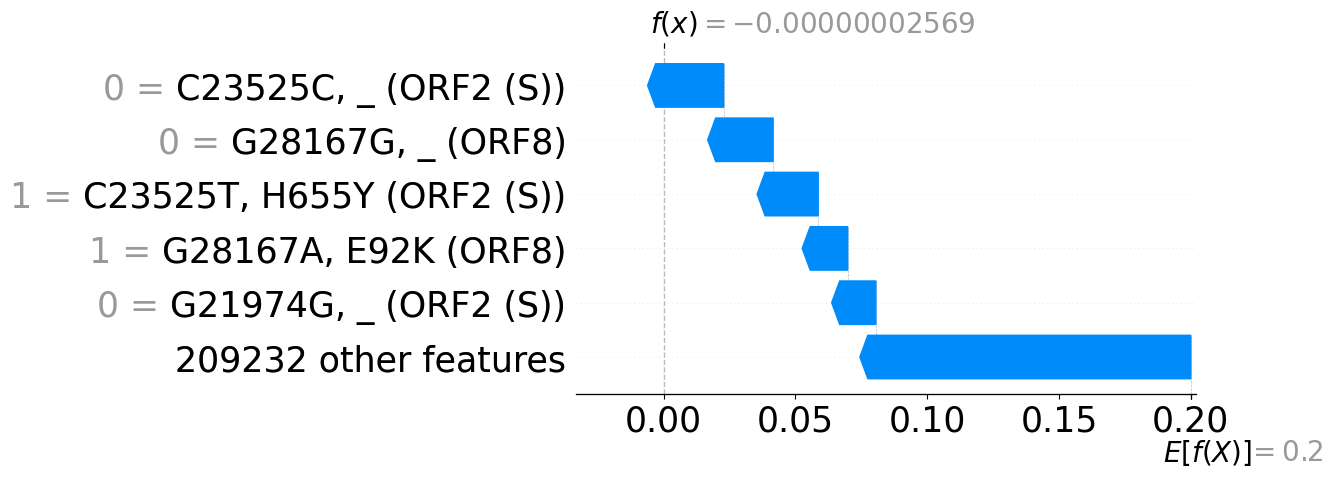 f(x) = −0.00000002569
0 = C23525C, _ (ORF2 (S))
0 = G28167G, _ (ORF8)
1 = C23525T, H655Y (ORF2 (S))
1 = G28167A, E92K (ORF8)
0 = G21974G, _ (ORF2 (S))
209232 other features
0.00 0.05 0.10 0.15 0.20
E[f(X)] = 0.2